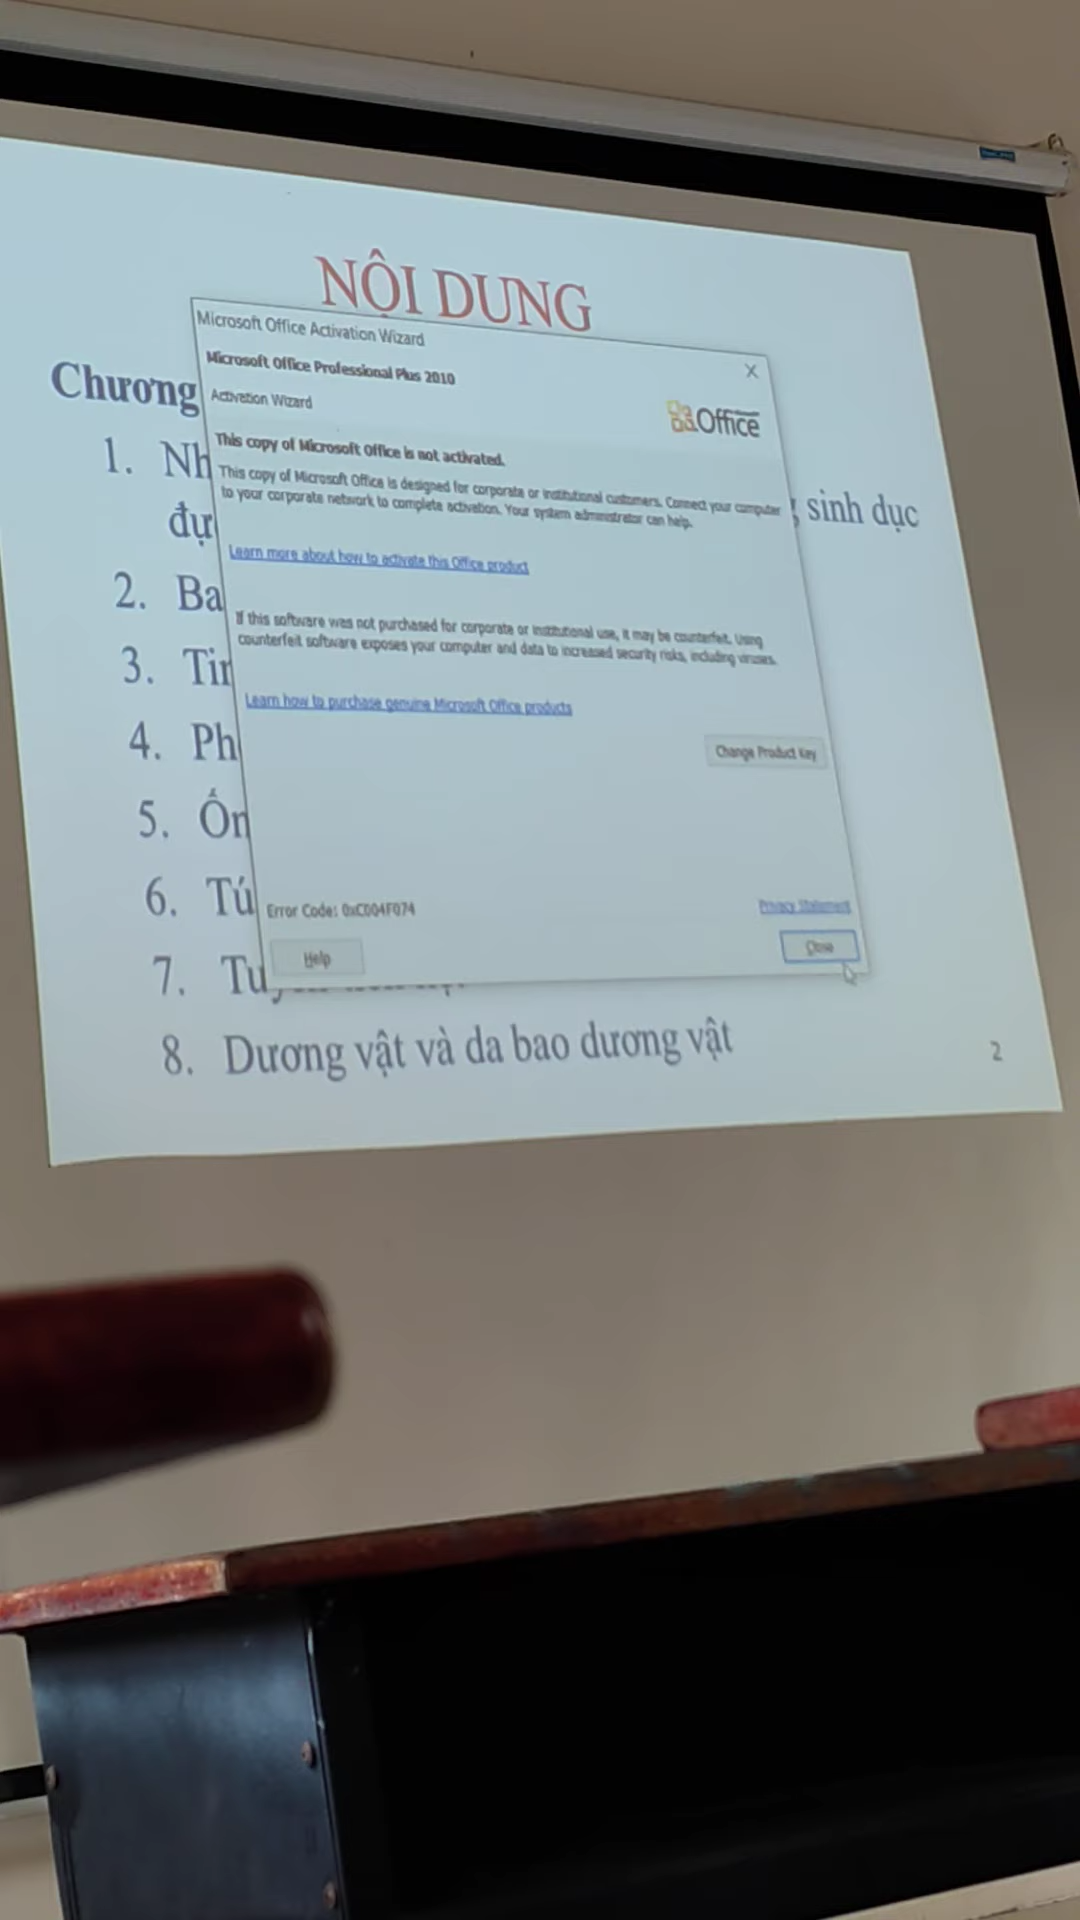 NỘI DUNG
Microsoft Office Activation Wizard
Microsoft Office Professional Plus 2010
Activation Wizard
Office
Chương
This copy of Microsoft Office is not activated.
This copy of Microsoft Office is designed for corporate or institutional customers. Connect your computer
to your corporate network to complete activation. Your system administrator can help.
1. Nh
sinh dục
đự
Learn more about how to activate this Office product
2. Ba
If this software was not purchased for corporate or institutional use, it may be counterfeit. Using
counterfeit software exposes your computer and data to increased security risks, including viruses.
3. Tin
Learn how to purchase genuine Microsoft Office products
4. Ph
Change Product Key
5. Ốn
6. Tú
Error Code: 0xC004F074
Privacy Statement
Help
Close
7. Tuy
8. Dương vật và da bao dương vật
2